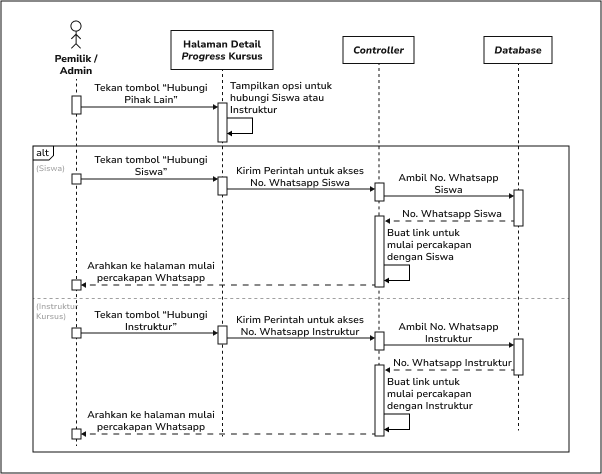 Pemilik /
Admin
Halaman Detail
Progress Kursus
Controller
Database
Tekan tombol "Hubungi
Pihak Lain"
Tampilkan opsi untuk
hubungi Siswa atau
Instruktur
alt
(Siswa)
Tekan tombol "Hubungi
Siswa"
Kirim Perintah untuk akses
No. Whatsapp Siswa
Ambil No. Whatsapp
Siswa
No. Whatsapp Siswa
Buat link untuk
mulai percakapan
dengan Siswa
Arahkan ke halaman mulai
percakapan Whatsapp
(Instruktur
Kursus)
Tekan tombol "Hubungi
Instruktur"
Kirim Perintah untuk akses
No. Whatsapp Instruktur
Ambil No. Whatsapp
Instruktur
No. Whatsapp Instruktur
Buat link untuk
mulai percakapan
dengan Instruktur
Arahkan ke halaman mulai
percakapan Whatsapp